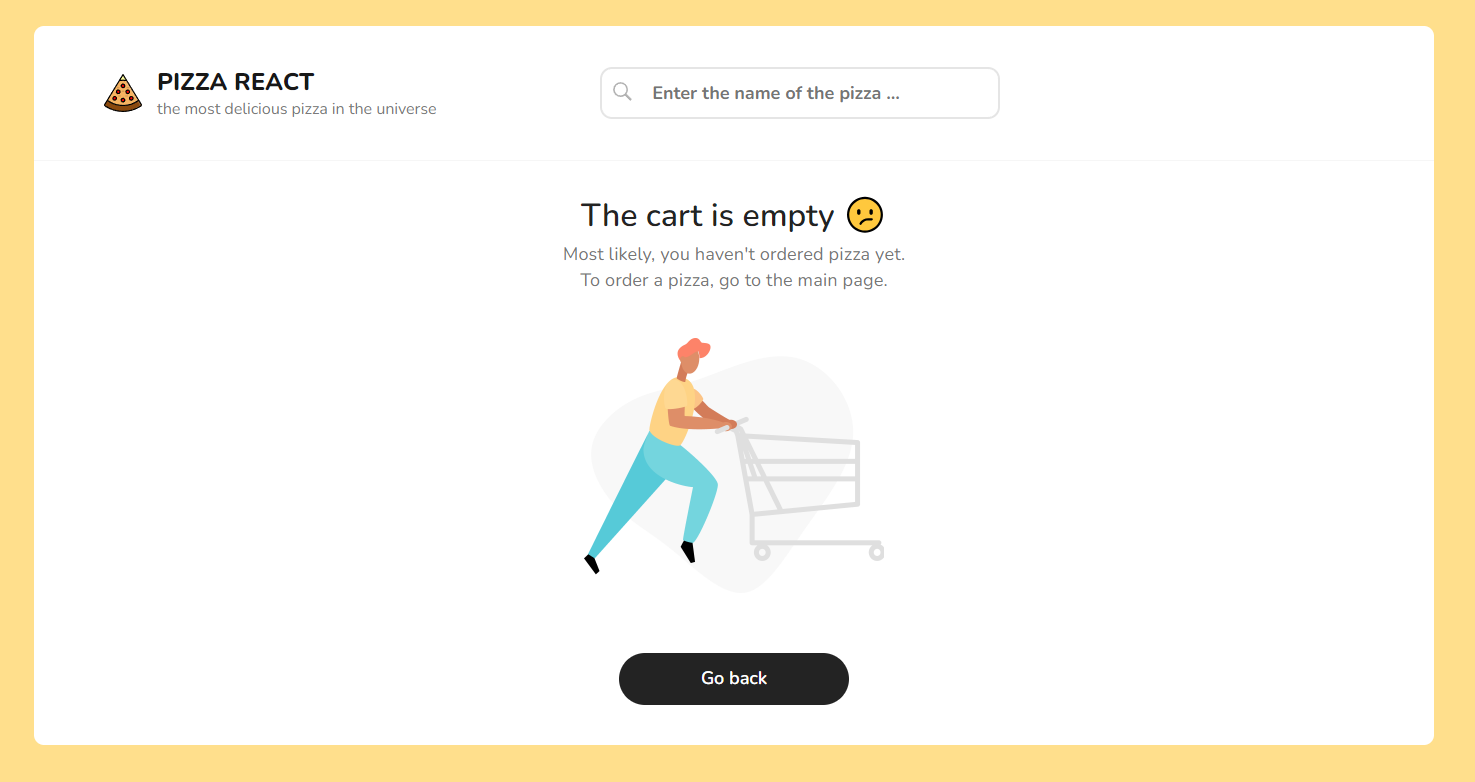 PIZZA REACT
the most delicious pizza in the universe
Enter the name of the pizza ...
The cart is empty 😕
Most likely, you haven't ordered pizza yet.
To order a pizza, go to the main page.
Go back